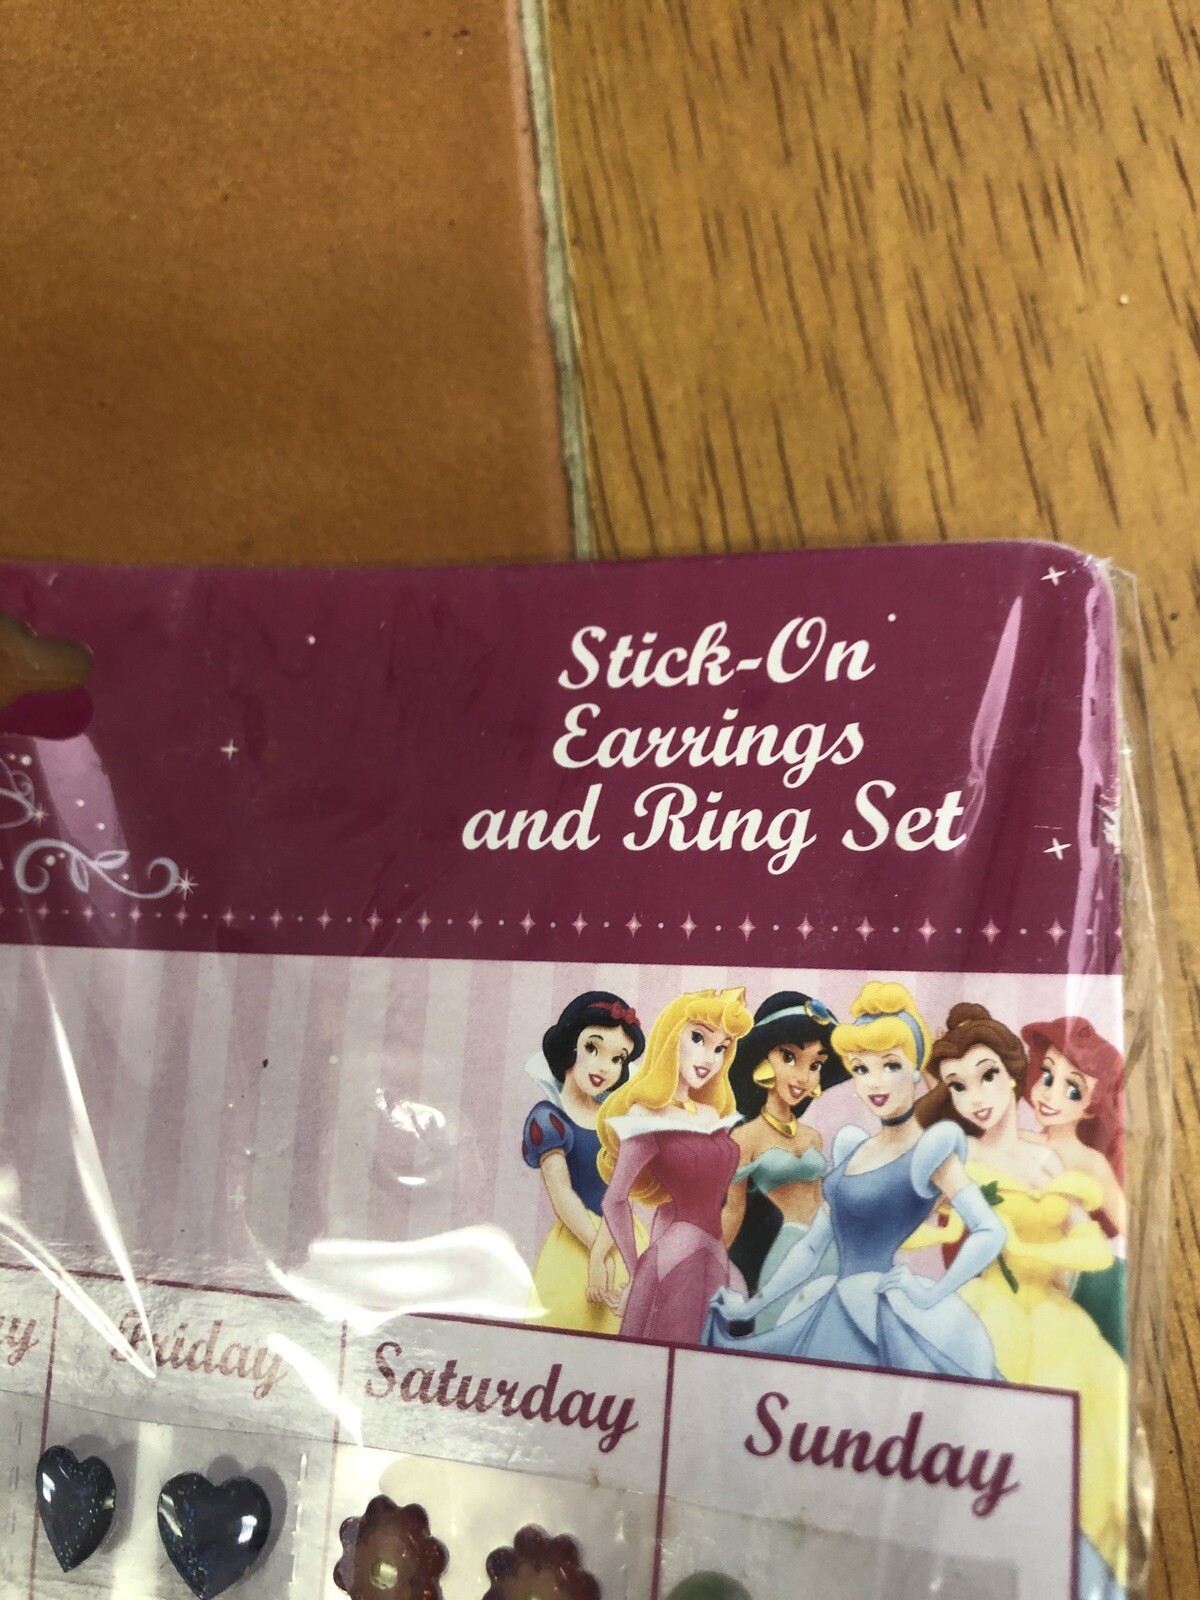 Stick-On
Earrings
and Ring Set
Friday
Saturday
Sunday